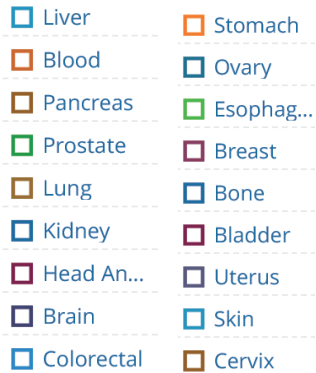 Liver
Blood
Pancreas
Prostate
Lung
Kidney
Head An...
Brain
Colorectal
Stomach
Ovary
Esophag...
Breast
Bone
Bladder
Uterus
Skin
Cervix